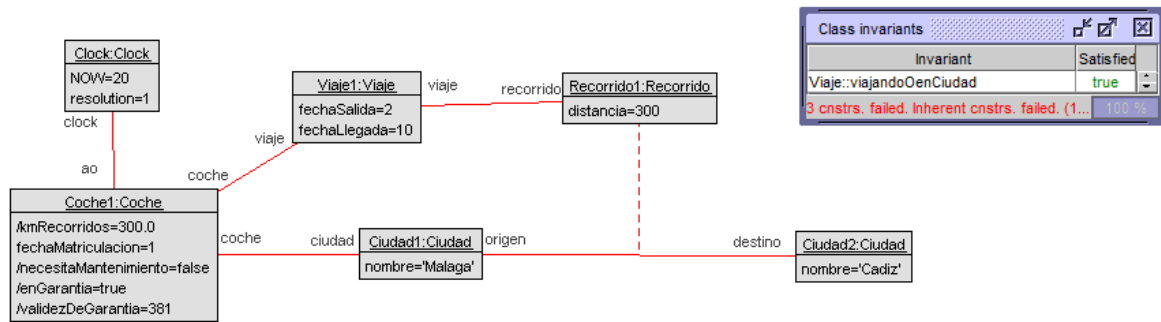 Clock:Clock
NOW=20
resolution=1
clock
ao
Viaje1:Viaje
fechaSalida=2
fechaLlegada=10
viaje
recorrido
Recorrido1:Recorrido
distancia=300
viaje
coche
Coche1:Coche
/kmRecorridos=300.0
fechaMatriculacion=1
/necesitaMantenimiento=false
/enGarantia=true
/validezDeGarantia=381
coche
ciudad
Ciudad1:Ciudad
nombre='Malaga'
origen
destino
Ciudad2:Ciudad
nombre='Cadiz'
Class invariants
Invariant Satisfied
Viaje::viajandoOenCiudad true
3 cnstrs. failed. Inherent cnstrs. failed. (1... 100 %